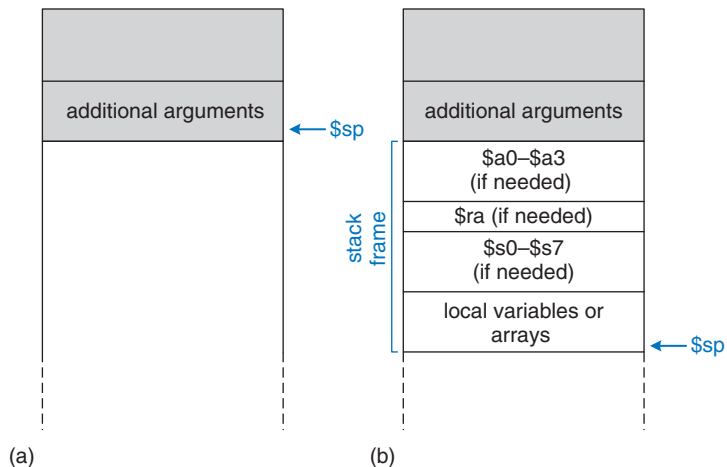 additional arguments
$sp
(a)
additional arguments
$a0–$a3
(if needed)
$ra (if needed)
$s0–$s7
(if needed)
local variables or
arrays
$sp
stack
frame
(b)